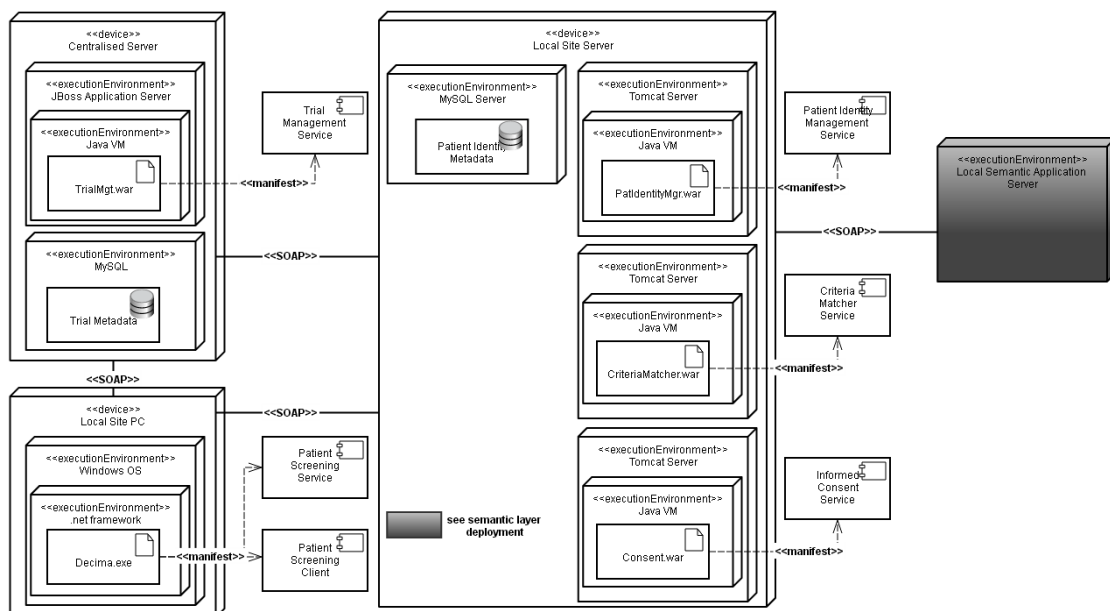 <<device>>
Centralised Server
<<executionEnvironment>>
JBoss Application Server
<<executionEnvironment>>
Java VM
TrialMgt.war
<<manifest>>
Trial
Management
Service
<<executionEnvironment>>
MySQL
Trial Metadata
<<SOAP>>
<<SOAP>>
<<device>>
Local Site PC
<<executionEnvironment>>
Windows OS
<<executionEnvironment>>
.net framework
Decima.exe
<<manifest>>
Patient
Screening
Service
Patient
Screening
Client
<<SOAP>>
<<device>>
Local Site Server
<<executionEnvironment>>
MySQL Server
Patient Identity
Metadata
<<executionEnvironment>>
Tomcat Server
<<executionEnvironment>>
Java VM
PatIdentityMgr.war
<<manifest>>
Patient Identity
Management
Service
<<executionEnvironment>>
Tomcat Server
<<executionEnvironment>>
Java VM
CriteriaMatcher.war
<<manifest>>
Criteria
Matcher
Service
<<executionEnvironment>>
Tomcat Server
<<executionEnvironment>>
Java VM
Consent.war
<<manifest>>
Informed
Consent
Service
see semantic layer
deployment
<<SOAP>>
<<executionEnvironment>>
Local Semantic Application
Server